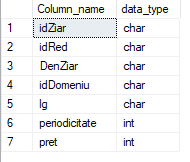 Column_name data_type
1 idZiar char
2 idRed char
3 DenZiar char
4 idDomeniu char
5 lg char
6 periodicitate int
7 pret int